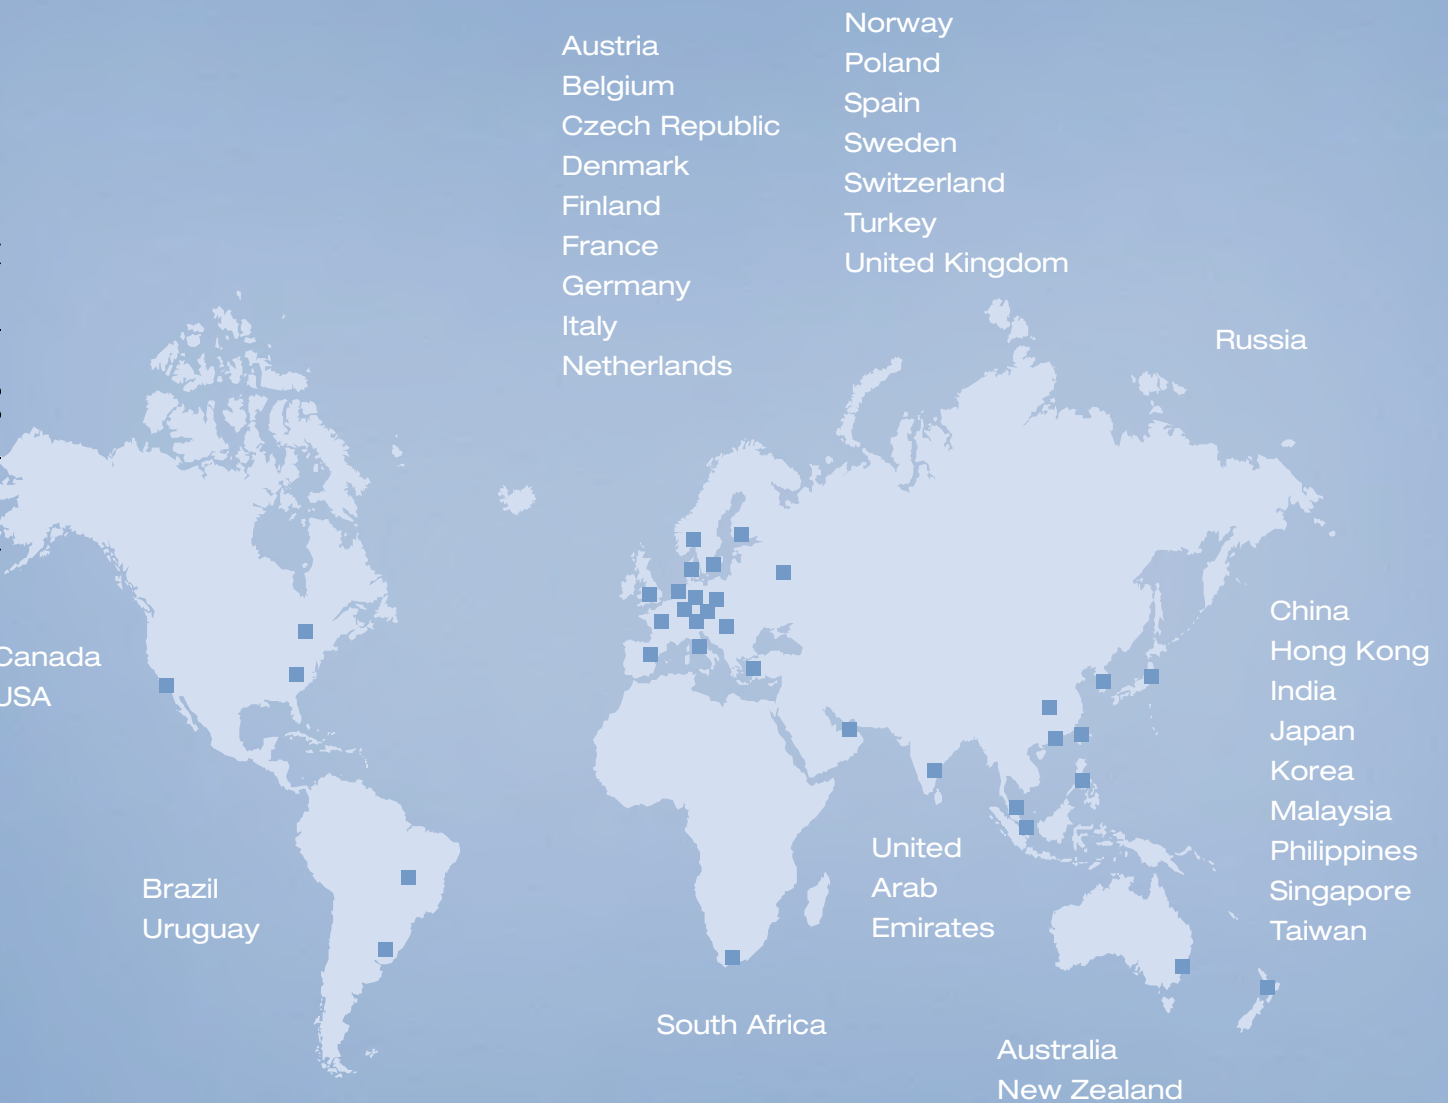 Austria
Belgium
Czech Republic
Denmark
Finland
France
Germany
Italy
Netherlands
Norway
Poland
Spain
Sweden
Switzerland
Turkey
United Kingdom
Russia
Canada
USA
China
Hong Kong
India
Japan
Korea
Malaysia
Philippines
Singapore
Taiwan
Brazil
Uruguay
United
Arab
Emirates
South Africa
Australia
New Zealand